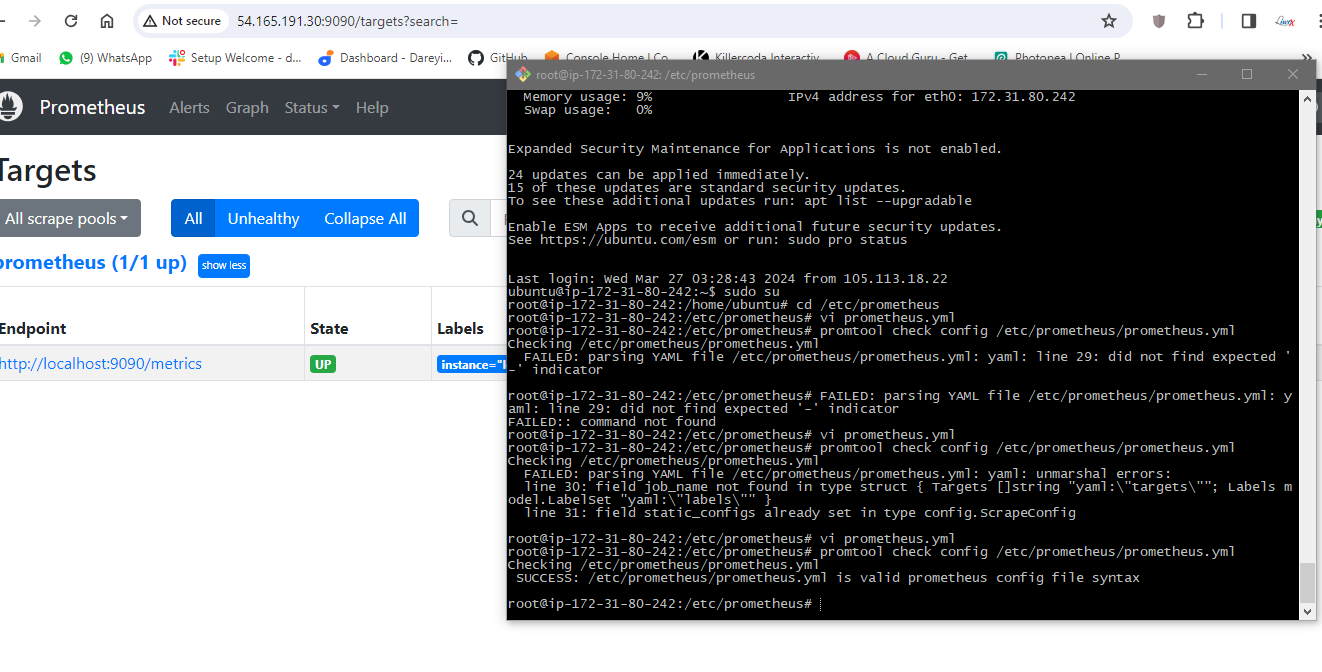 Not secure
54.165.191.30:9090/targets?search=
Gmail
(9) WhatsApp
Setup Welcome - d...
Dashboard - Dareyi...
GitHub
Console Home | Co
Killercoda Interactiv
A Cloud Guru - Get
Photopea | Online P
Prometheus
Alerts
Graph
Status
Help
Targets
All scrape pools
All
Unhealthy
Collapse All
prometheus (1/1 up)
show less
Endpoint
State
Labels
http://localhost:9090/metrics
UP
root@ip-172-31-80-242: /etc/prometheus
Memory usage: 9% IPv4 address for eth0: 172.31.80.242
Swap usage: 0%
Expanded Security Maintenance for Applications is not enabled.
24 updates can be applied immediately.
15 of these updates are standard security updates.
To see these additional updates run: apt list --upgradable
Enable ESM Apps to receive additional future security updates.
See https://ubuntu.com/esm or run: sudo pro status
Last login: Wed Mar 27 03:28:43 2024 from 105.113.18.22
ubuntu@ip-172-31-80-242:~$ sudo su
root@ip-172-31-80-242:/home/ubuntu# cd /etc/prometheus
root@ip-172-31-80-242:/etc/prometheus# vi prometheus.yml
root@ip-172-31-80-242:/etc/prometheus# promtool check config /etc/prometheus/prometheus.yml
Checking /etc/prometheus/prometheus.yml
FAILED: parsing YAML file /etc/prometheus/prometheus.yml: yaml: line 29: did not find expected '
-' indicator
root@ip-172-31-80-242:/etc/prometheus# FAILED: parsing YAML file /etc/prometheus/prometheus.yml: y
aml: line 29: did not find expected '-' indicator
FAILED:: command not found
root@ip-172-31-80-242:/etc/prometheus# vi prometheus.yml
root@ip-172-31-80-242:/etc/prometheus# promtool check config /etc/prometheus/prometheus.yml
Checking /etc/prometheus/prometheus.yml
FAILED: parsing YAML file /etc/prometheus/prometheus.yml: yaml: unmarshal errors:
line 30: field job_name not found in type struct { Targets []string "yaml:\"targets\""; Labels m
odel.LabelSet "yaml:\"labels\"" }
line 31: field static_configs already set in type config.ScrapeConfig
root@ip-172-31-80-242:/etc/prometheus# vi prometheus.yml
root@ip-172-31-80-242:/etc/prometheus# promtool check config /etc/prometheus/prometheus.yml
Checking /etc/prometheus/prometheus.yml
SUCCESS: /etc/prometheus/prometheus.yml is valid prometheus config file syntax
root@ip-172-31-80-242:/etc/prometheus#